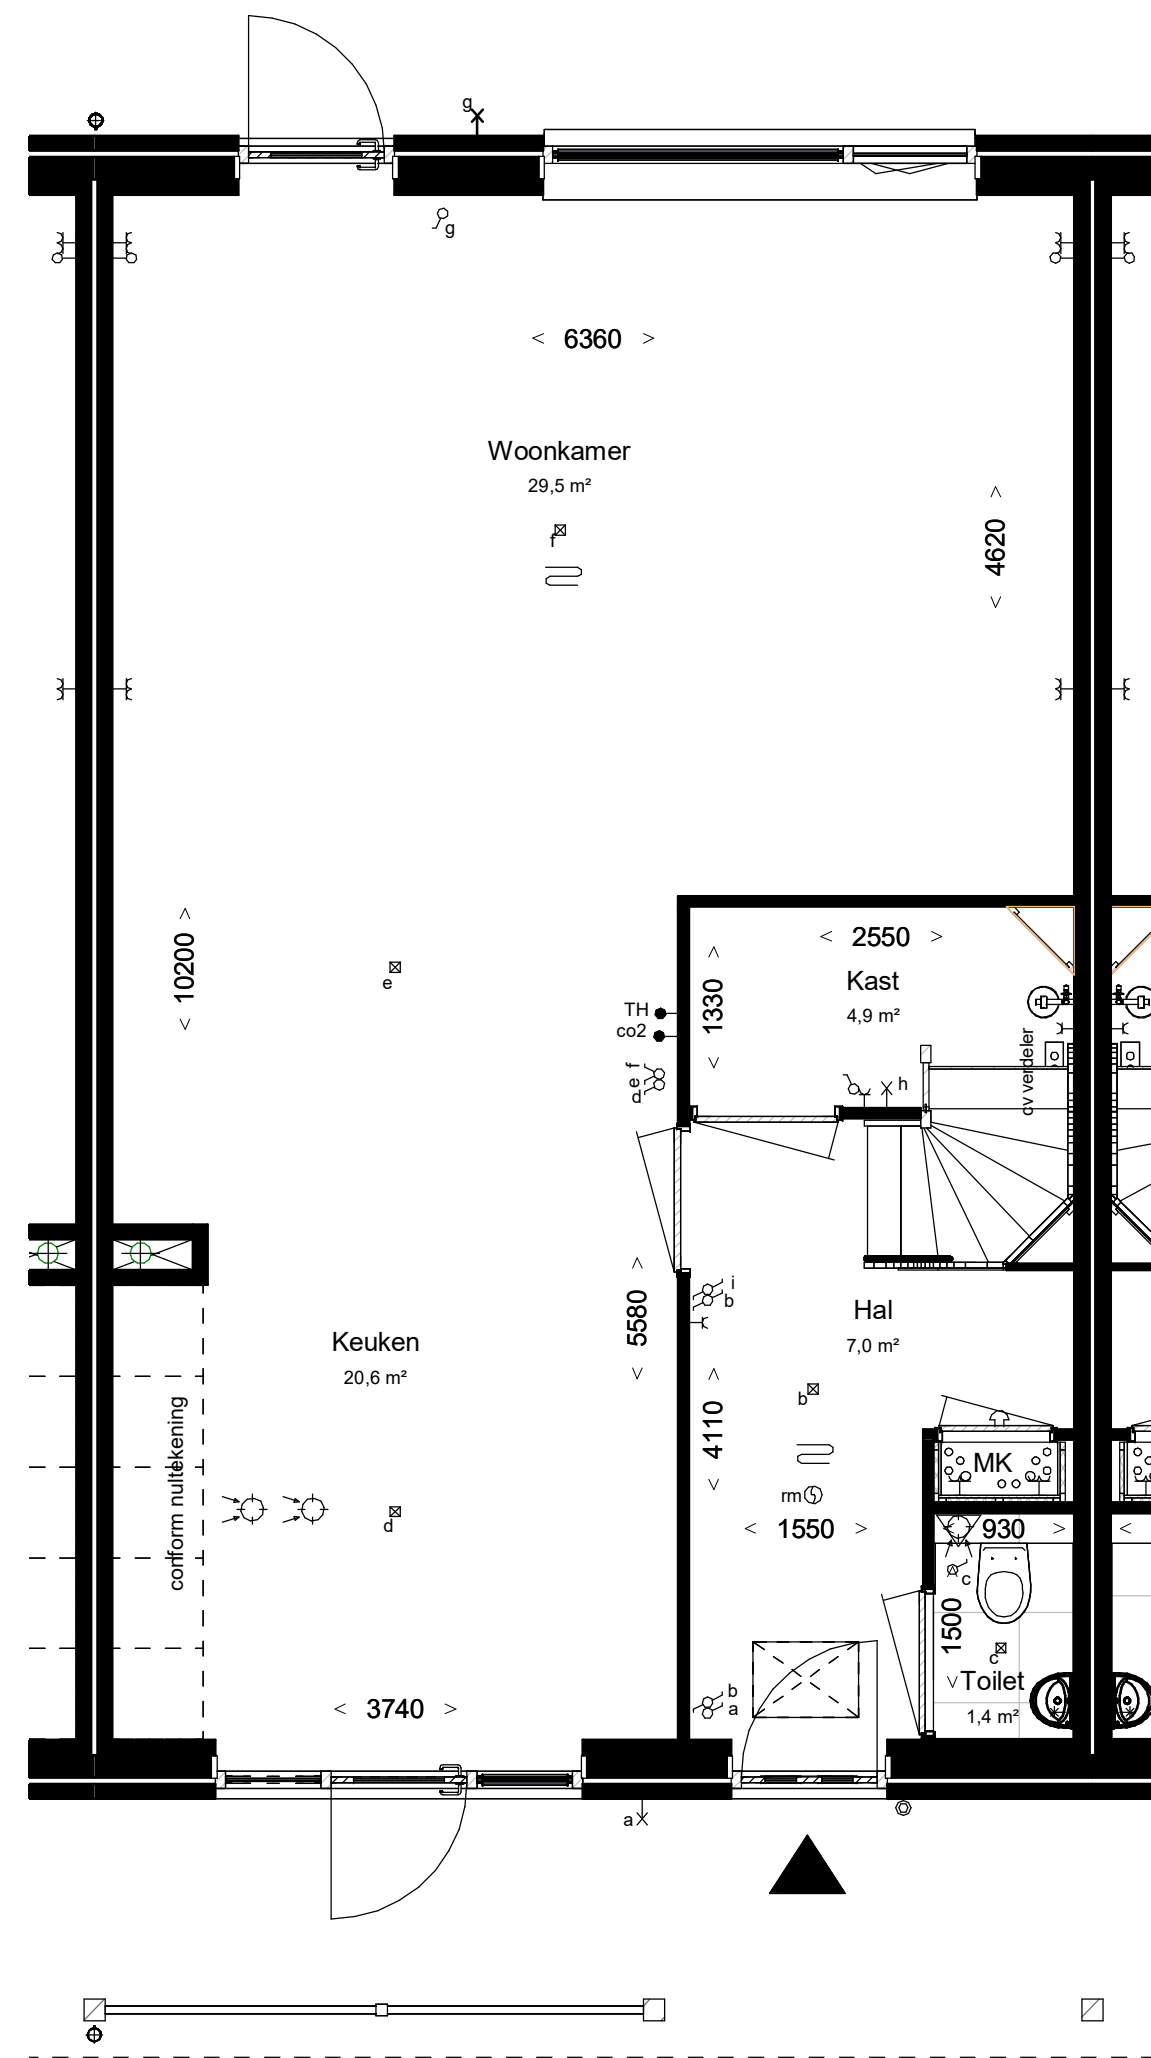 g
g
< 6360 >
Woonkamer
29,5 m²
f
< 4620 >
< 10200 >
e
< 2550 >
Kast
4,9 m²
< 1330 >
TH
co2
f
e
d
h
cv verdeler
i
b
Hal
7,0 m²
< 5580 >
Keuken
20,6 m²
b
< 4110 >
conform nultekening
MK
rm
d
< 1550 >
< 930 >
<
c
1500 >
c
Toilet
1,4 m²
b
a
< 3740 >
a